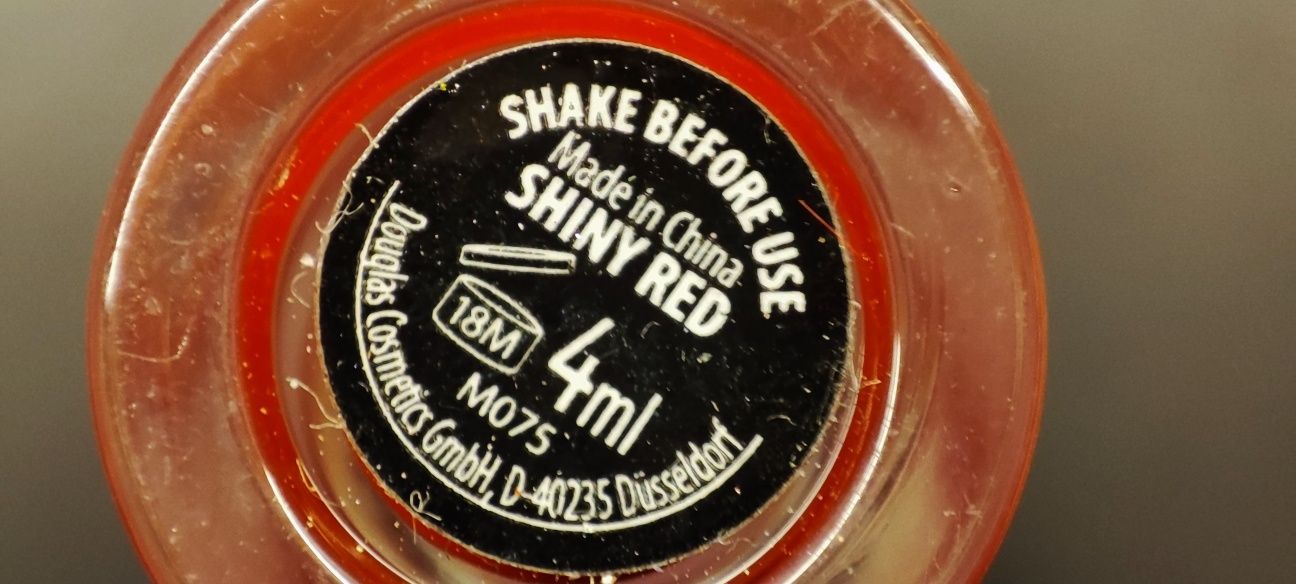 SHAKE BEFORE USE
Made in China
SHINY RED
18M
4ml
M075
Douglas Cosmetics GmbH, D-40235 Düsseldorf